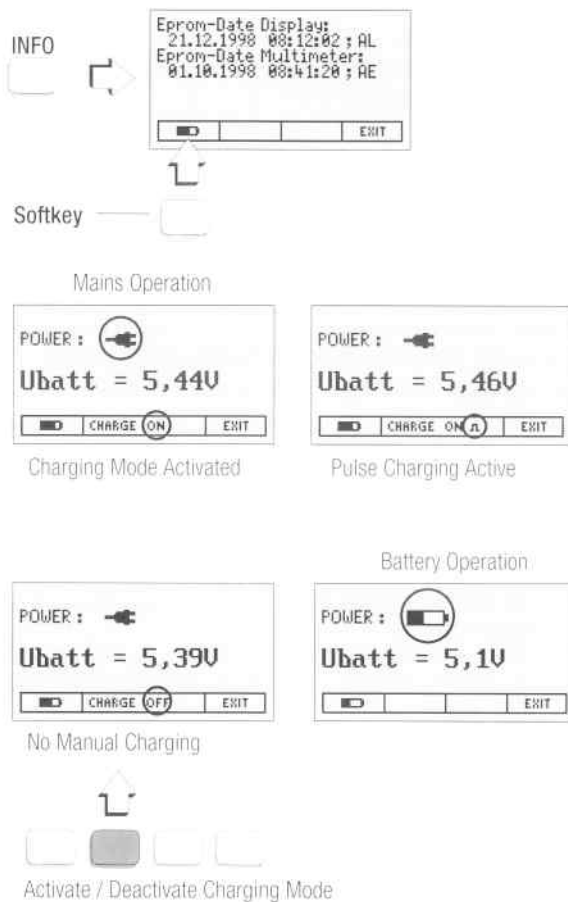 INFO
Eprom-Date Display:
21.12.1998 08:12:02 ; AL
Eprom-Date Multimeter:
01.10.1998 08:41:20 ; AE
EXIT
Softkey
Mains Operation
POWER :
Ubatt = 5,44V
CHARGE ON
EXIT
Charging Mode Activated
POWER :
Ubatt = 5,46V
CHARGE ON
EXIT
Pulse Charging Active
POWER :
Ubatt = 5,39V
CHARGE OFF
EXIT
No Manual Charging
Battery Operation
POWER :
Ubatt = 5,1V
EXIT
Activate / Deactivate Charging Mode